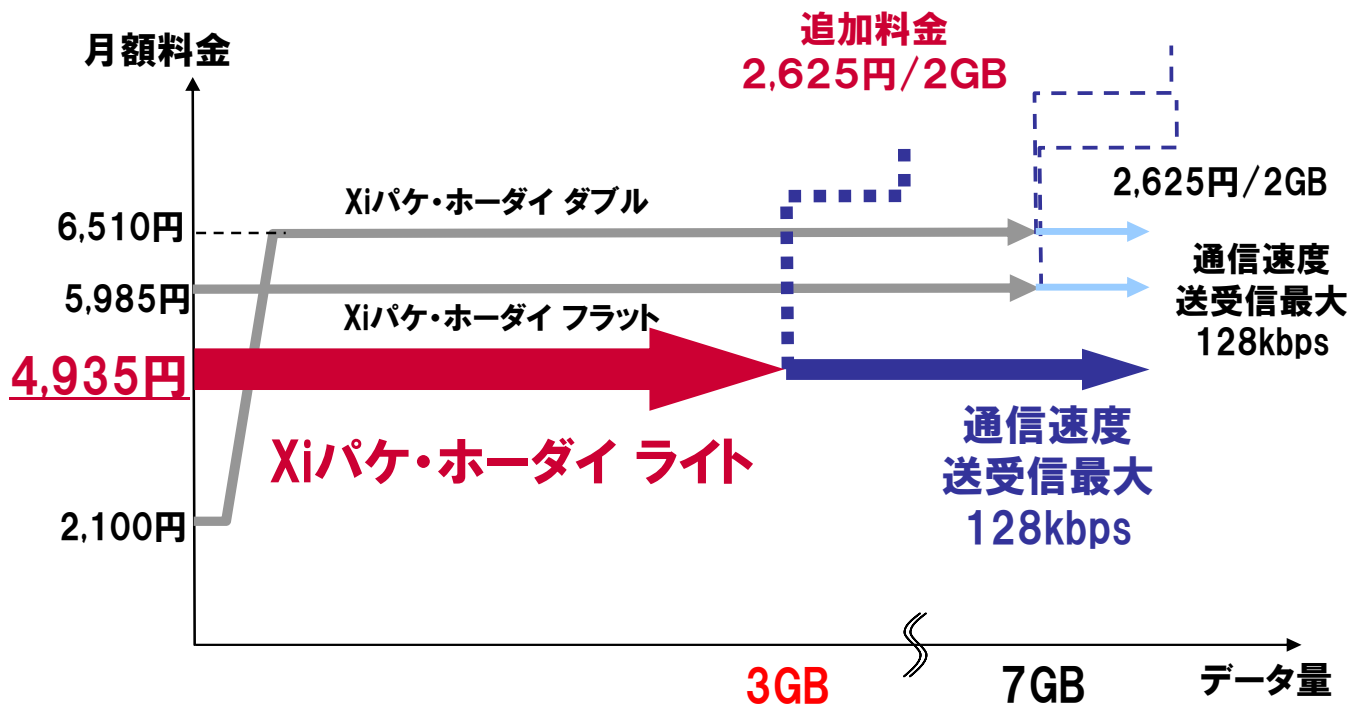 月額料金
追加料金
2,625円/2GB
2,625円/2GB
Xiパケ・ホーダイ ダブル
6,510円
5,985円
Xiパケ・ホーダイ フラット
通信速度
送受信最大
128kbps
4,935円
Xiパケ・ホーダイ ライト
通信速度
送受信最大
128kbps
2,100円
3GB
7GB
データ量